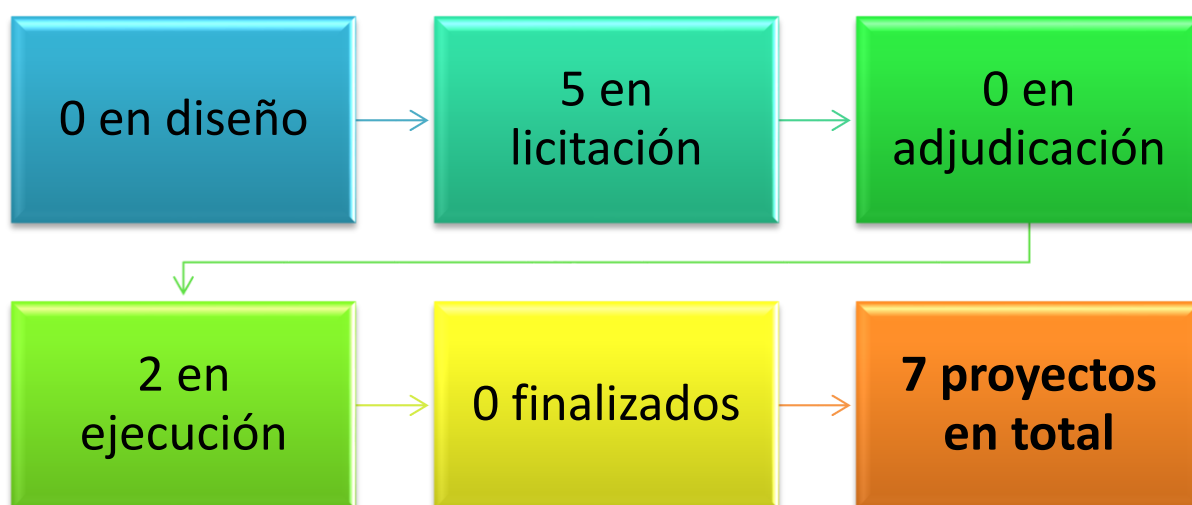 0 en diseño
5 en
licitación
0 en
adjudicación
2 en
ejecución
0 finalizados
7 proyectos
en total